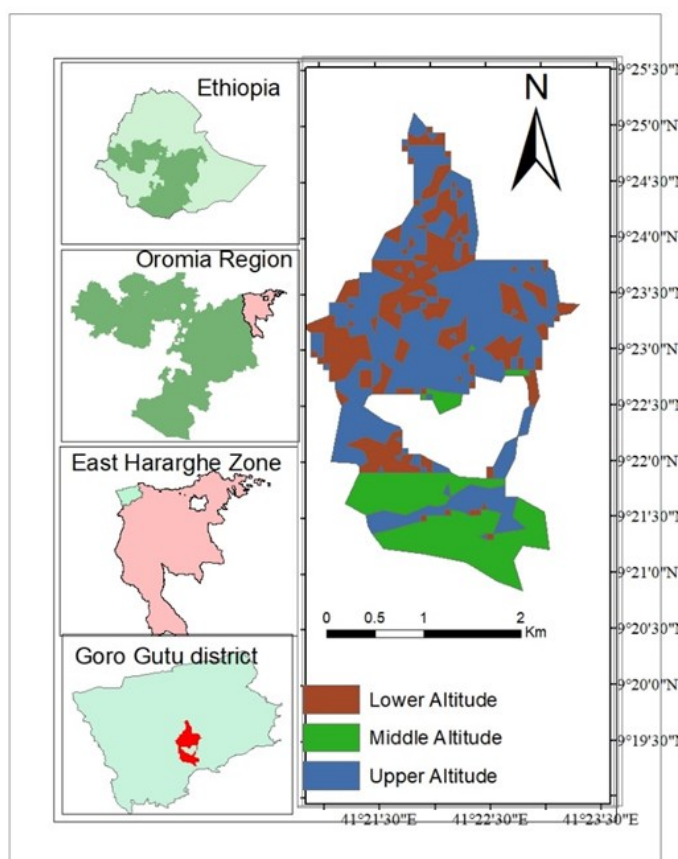 Ethiopia
Oromia Region
East Hararghe Zone
Goro Gutu district
N
0 0.5 1 2
Km
Lower Altitude
Middle Altitude
Upper Altitude
9°25'30"N
9°25'0"N
9°24'30"N
9°24'0"N
9°23'30"N
9°23'0"N
9°22'30"N
9°22'0"N
9°21'30"N
9°21'0"N
9°20'30"N
9°20'0"N
9°19'30"N
41°21'30"E 41°22'30"E 41°23'30"E